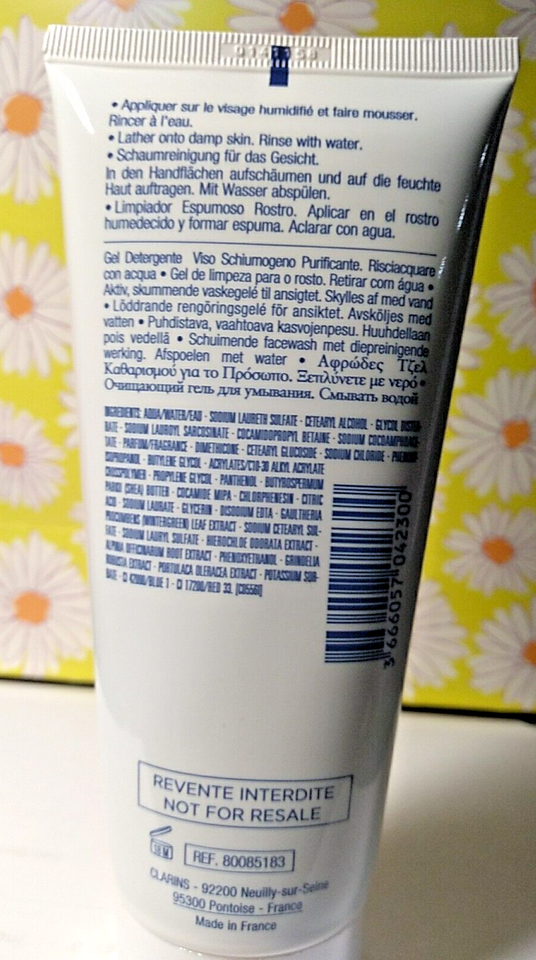 • Appliquer sur le visage humidifié et faire mousser.
Rincer à l'eau.
• Lather onto damp skin. Rinse with water.
• Schaumreinigung für das Gesicht.
In den Handflächen aufschäumen und auf die feuchte
Haut auftragen. Mit Wasser abspülen.
• Limpiador Espumoso Rostro. Aplicar en el rostro
humedecido y formar espuma. Aclarar con agua.
Gel Detergente Viso Schiumogeno Purificante. Risciacquare
con acqua • Gel de limpeza para o rosto. Retirar com água •
Aktiv, skummende vaskegelé til ansigtet. Skylles af med vand
• Löddrande rengöringsgelé för ansiktet. Avsköljes med
vatten • Puhdistava, vaahtoava kasvojenpesu. Huuhdellaan
pois vedellä • Schuimende facewash met diepreinigende
werking. Afspoelen met water • Αφρώδες Τζελ
Καθαρισμού για το Πρόσωπο. Ξεπλύνετε με νερό •
Очищающий гель для умывания. Смывать водой
INGREDIENTS: AQUA/WATER/EAU · SODIUM LAURETH SULFATE · CETEARYL ALCOHOL · GLYCOL DISTEA-
RATE · SODIUM LAUROYL SARCOSINATE · COCAMIDOPROPYL BETAINE · SODIUM COCOAMPHOACE-
TATE · PARFUM/FRAGRANCE · DIMETHICONE · CETEARYL GLUCOSIDE · SODIUM CHLORIDE · PHENOXY-
ISOPROPANOL · BUTYLENE GLYCOL · ACRYLATES/C10-30 ALKYL ACRYLATE
CROSSPOLYMER · PROPYLENE GLYCOL · PANTHENOL · BUTYROSPERMUM
PARKII (SHEA) BUTTER · COCAMIDE MIPA · CHLORPHENESIN · CITRIC
ACID · SODIUM LAURATE · GLYCERIN · DISODIUM EDTA · GAULTHERIA
PROCUMBENS (WINTERGREEN) LEAF EXTRACT · SODIUM CETEARYL SUL-
FATE · SODIUM LAURYL SULFATE · HIEROCHLOE ODORATA EXTRACT ·
ALPINIA OFFICINARUM ROOT EXTRACT · PHENOXYETHANOL · GRINDELIA
ROBUSTA EXTRACT · PORTULACA OLERACEA EXTRACT · POTASSIUM SOR-
BATE · CI 42090/BLUE 1 · CI 17200/RED 33.
3 666057 042300
REVENTE INTERDITE
NOT FOR RESALE
REF. 80085183
CLARINS - 92200 Neuilly-sur-Seine
95300 Pontoise - France
Made in France